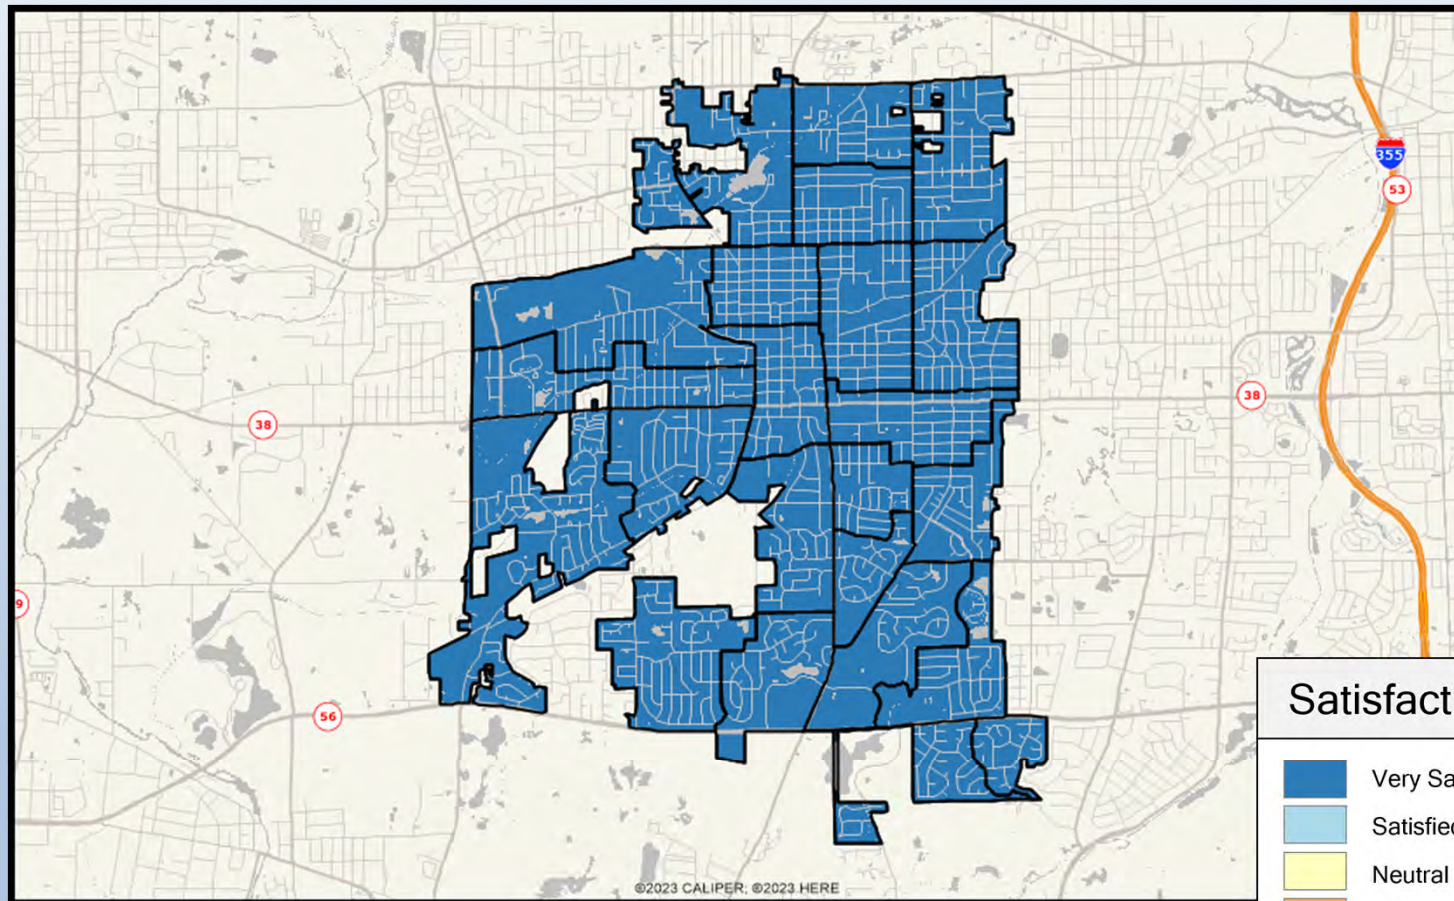 355
53
38
38
9
56
Satisfact
Very Sa
Satisfied
Neutral
©2023 CALIPER; ©2023 HERE